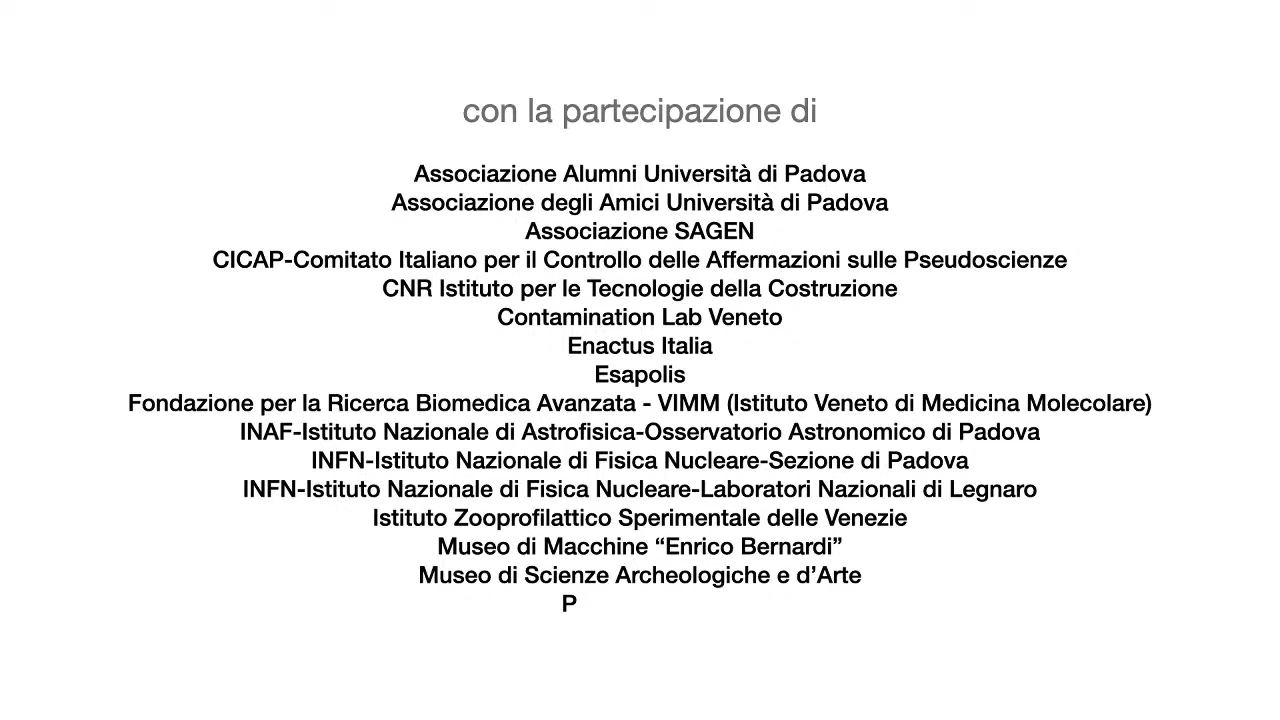 con la partecipazione di
Associazione Alumni Università di Padova
Associazione degli Amici Università di Padova
Associazione SAGEN
CICAP-Comitato Italiano per il Controllo delle Affermazioni sulle Pseudoscienze
CNR Istituto per le Tecnologie della Costruzione
Contamination Lab Veneto
Enactus Italia
Esapolis
Fondazione per la Ricerca Biomedica Avanzata - VIMM (Istituto Veneto di Medicina Molecolare)
INAF-Istituto Nazionale di Astrofisica-Osservatorio Astronomico di Padova
INFN-Istituto Nazionale di Fisica Nucleare-Sezione di Padova
INFN-Istituto Nazionale di Fisica Nucleare-Laboratori Nazionali di Legnaro
Istituto Zooprofilattico Sperimentale delle Venezie
Museo di Macchine “Enrico Bernardi”
Museo di Scienze Archeologiche e d’Arte
P